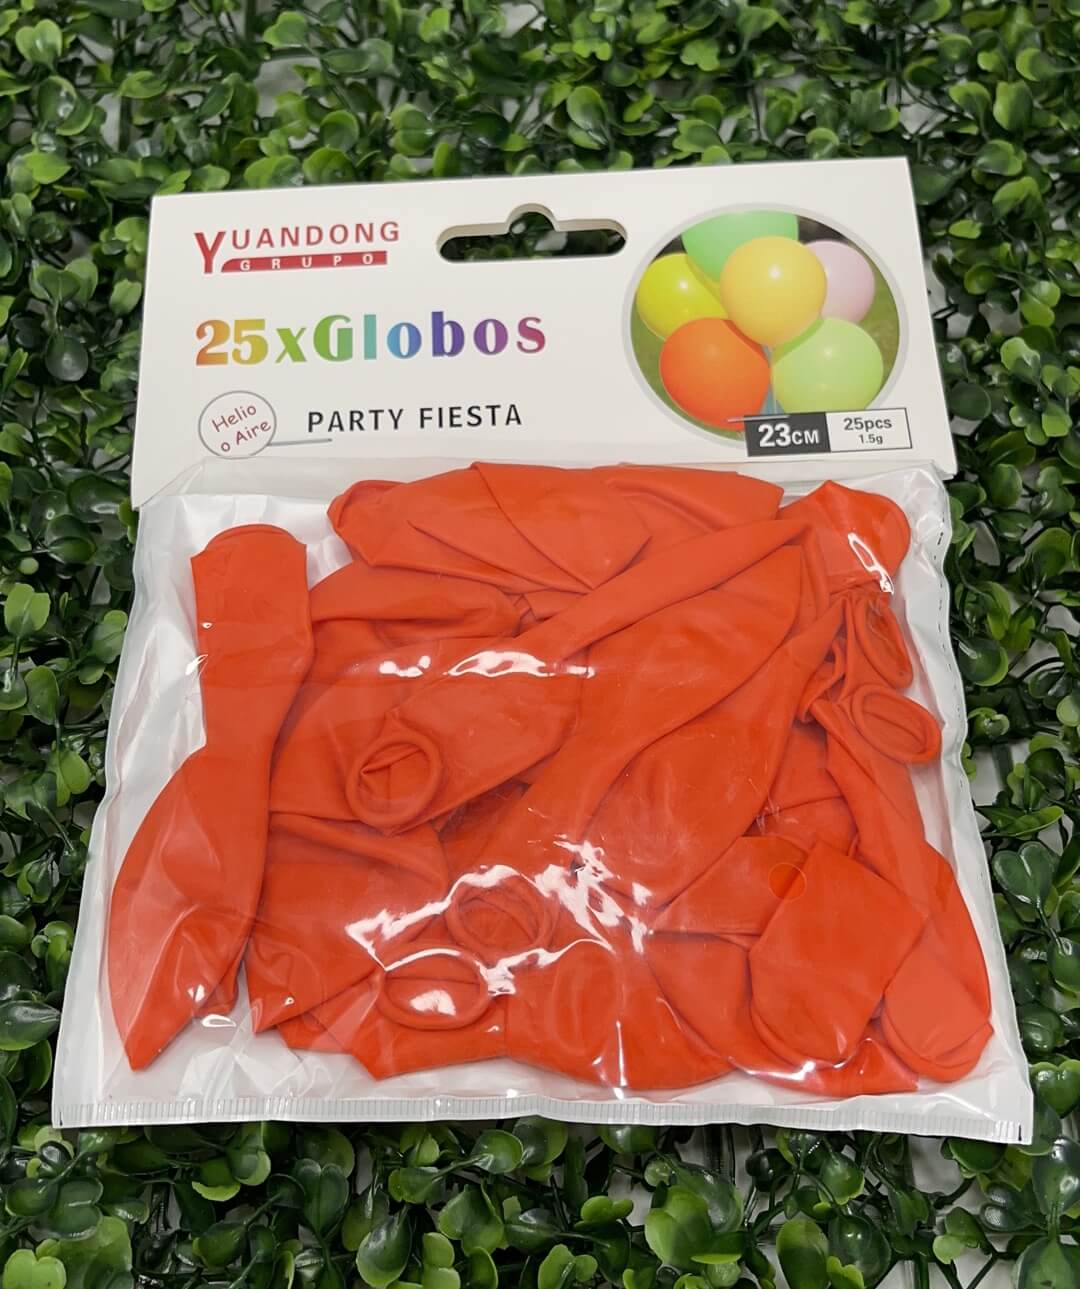 YUANDONG
GRUPO
25xGlobos
Helio
o Aire
PARTY FIESTA
23CM
25pcs
1.5g